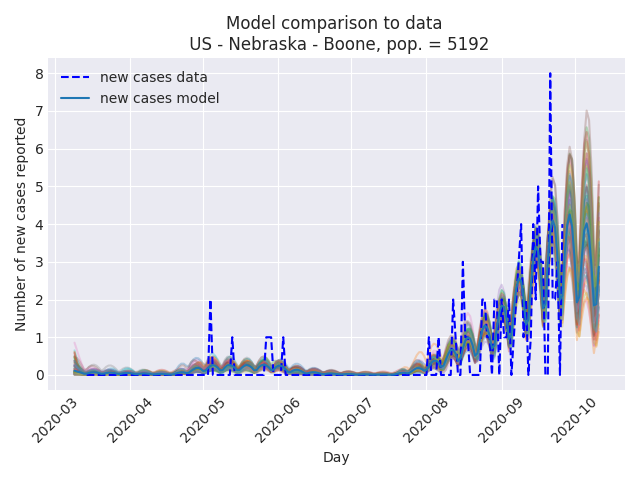 Model comparison to data
US - Nebraska - Boone, pop. = 5192
new cases data
new cases model
Number of new cases reported
8
7
6
5
4
3
2
1
0
2020-03
2020-04
2020-05
2020-06
2020-07
2020-08
2020-09
2020-10
Day